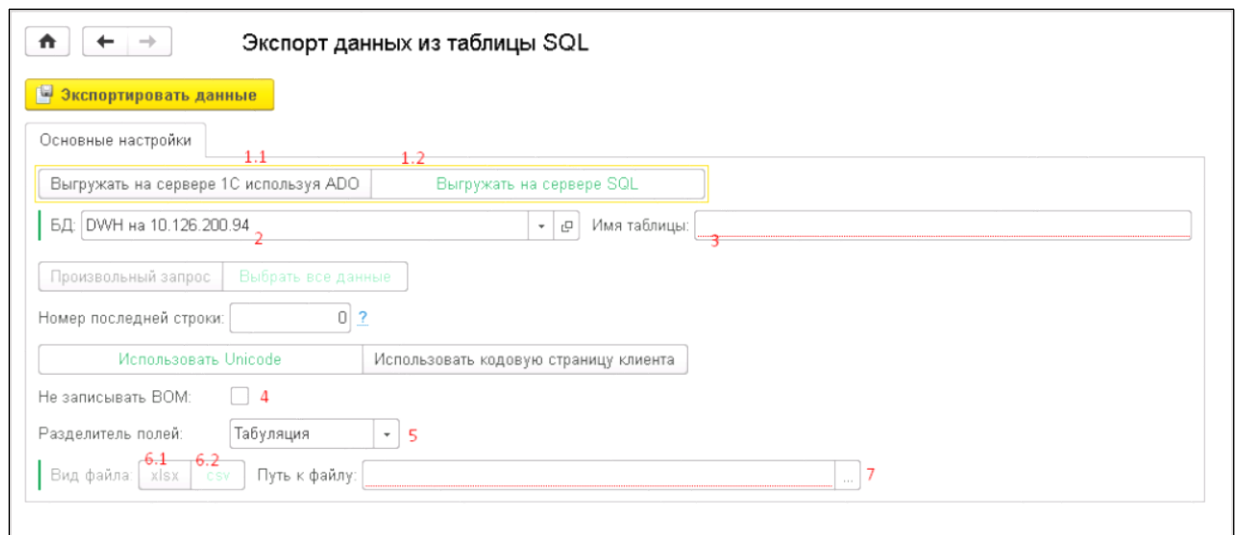 Экспорт данных из таблицы SQL
Экспортировать данные
Основные настройки
1.1 1.2
Выгружать на сервере 1С используя ADO Выгружать на сервере SQL
БД: DWH на 10.126.200.94 Имя таблицы:
2 3
Произвольный запрос Выбрать все данные
Номер последней строки: 0 ?
Использовать Unicode Использовать кодовую страницу клиента
Не записывать BOM: 4
Разделитель полей: Табуляция 5
6.1 6.2
Вид файла: xlsx csv Путь к файлу: ... 7